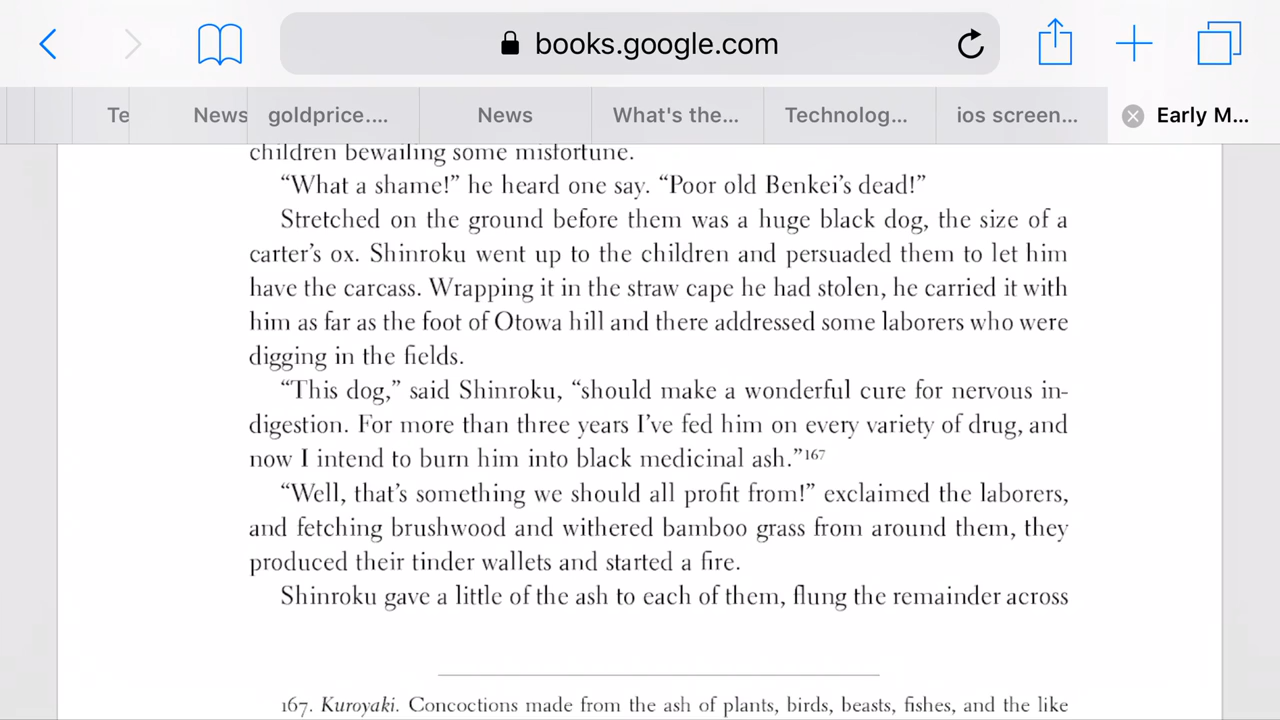 books.google.com
Te
News
goldprice....
News
What's the...
Technolog...
ios screen...
Early M...
children bewailing some misfortune.
“What a shame!” he heard one say. “Poor old Benkei’s dead!”
Stretched on the ground before them was a huge black dog, the size of a
carter’s ox. Shinroku went up to the children and persuaded them to let him
have the carcass. Wrapping it in the straw cape he had stolen, he carried it with
him as far as the foot of Otowa hill and there addressed some laborers who were
digging in the fields.
“This dog,” said Shinroku, “should make a wonderful cure for nervous in-
digestion. For more than three years I’ve fed him on every variety of drug, and
now I intend to burn him into black medicinal ash.”167
“Well, that’s something we should all profit from!” exclaimed the laborers,
and fetching brushwood and withered bamboo grass from around them, they
produced their tinder wallets and started a fire.
Shinroku gave a little of the ash to each of them, flung the remainder across
167. Kuroyaki. Concoctions made from the ash of plants, birds, beasts, fishes, and the like